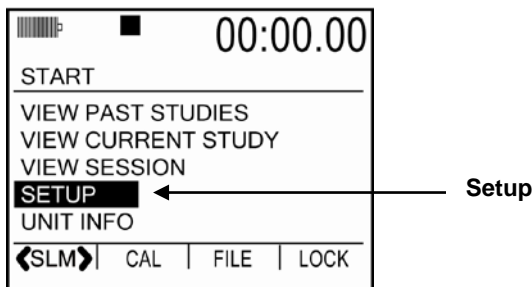 00:00.00
START
VIEW PAST STUDIES
VIEW CURRENT STUDY
VIEW SESSION
SETUP
Setup
UNIT INFO
❮SLM❯ | CAL | FILE | LOCK